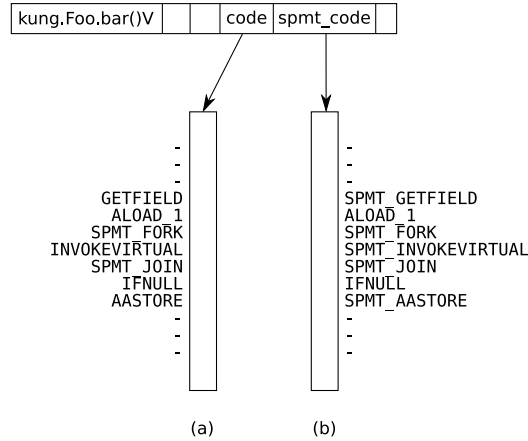 kung.Foo.bar()V code spmt_code
- -
- -
- -
GETFIELD SPMT_GETFIELD
ALOAD_1 ALOAD_1
SPMT_FORK SPMT_FORK
INVOKEVIRTUAL SPMT_INVOKEVIRTUAL
SPMT_JOIN SPMT_JOIN
IFNULL IFNULL
AASTORE SPMT_AASTORE
- -
- -
- -
(a) (b)